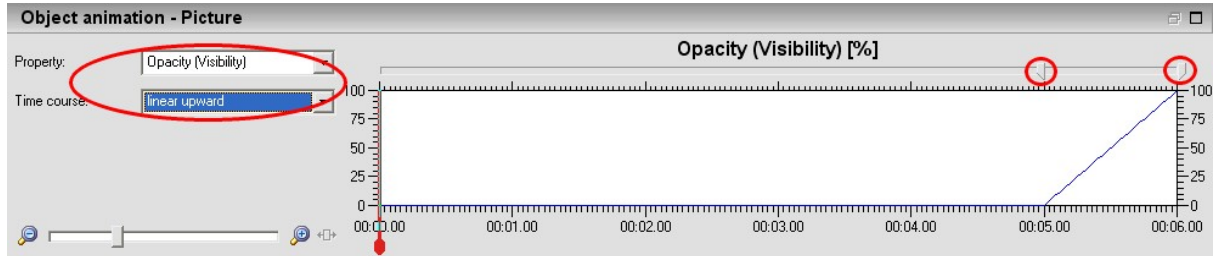 Object animation - Picture
Property: Opacity (Visibility)
Time course: linear upward
Opacity (Visibility) [%]
100 100
75 75
50 50
25 25
0 0
00:00.00 00:01.00 00:02.00 00:03.00 00:04.00 00:05.00 00:06.00